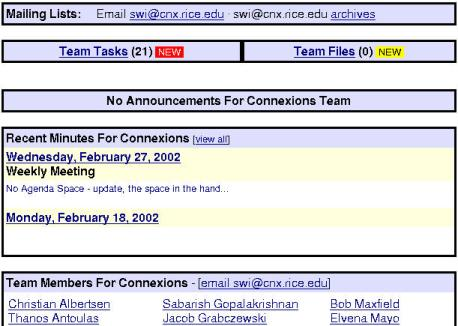 Mailing Lists: Email swi@cnx.rice.edu · swi@cnx.rice.edu archives
Team Tasks (21) NEW Team Files (0) NEW
No Announcements For Connexions Team
Recent Minutes For Connexions [view all]
Wednesday, February 27, 2002
Weekly Meeting
No Agenda Space - update, the space in the hand...
Monday, February 18, 2002
Team Members For Connexions - [email swi@cnx.rice.edu]
Christian Albertsen Sabarish Gopalakrishnan Bob Maxfield
Thanos Antoulas Jacob Grabczewski Elvena Mayo